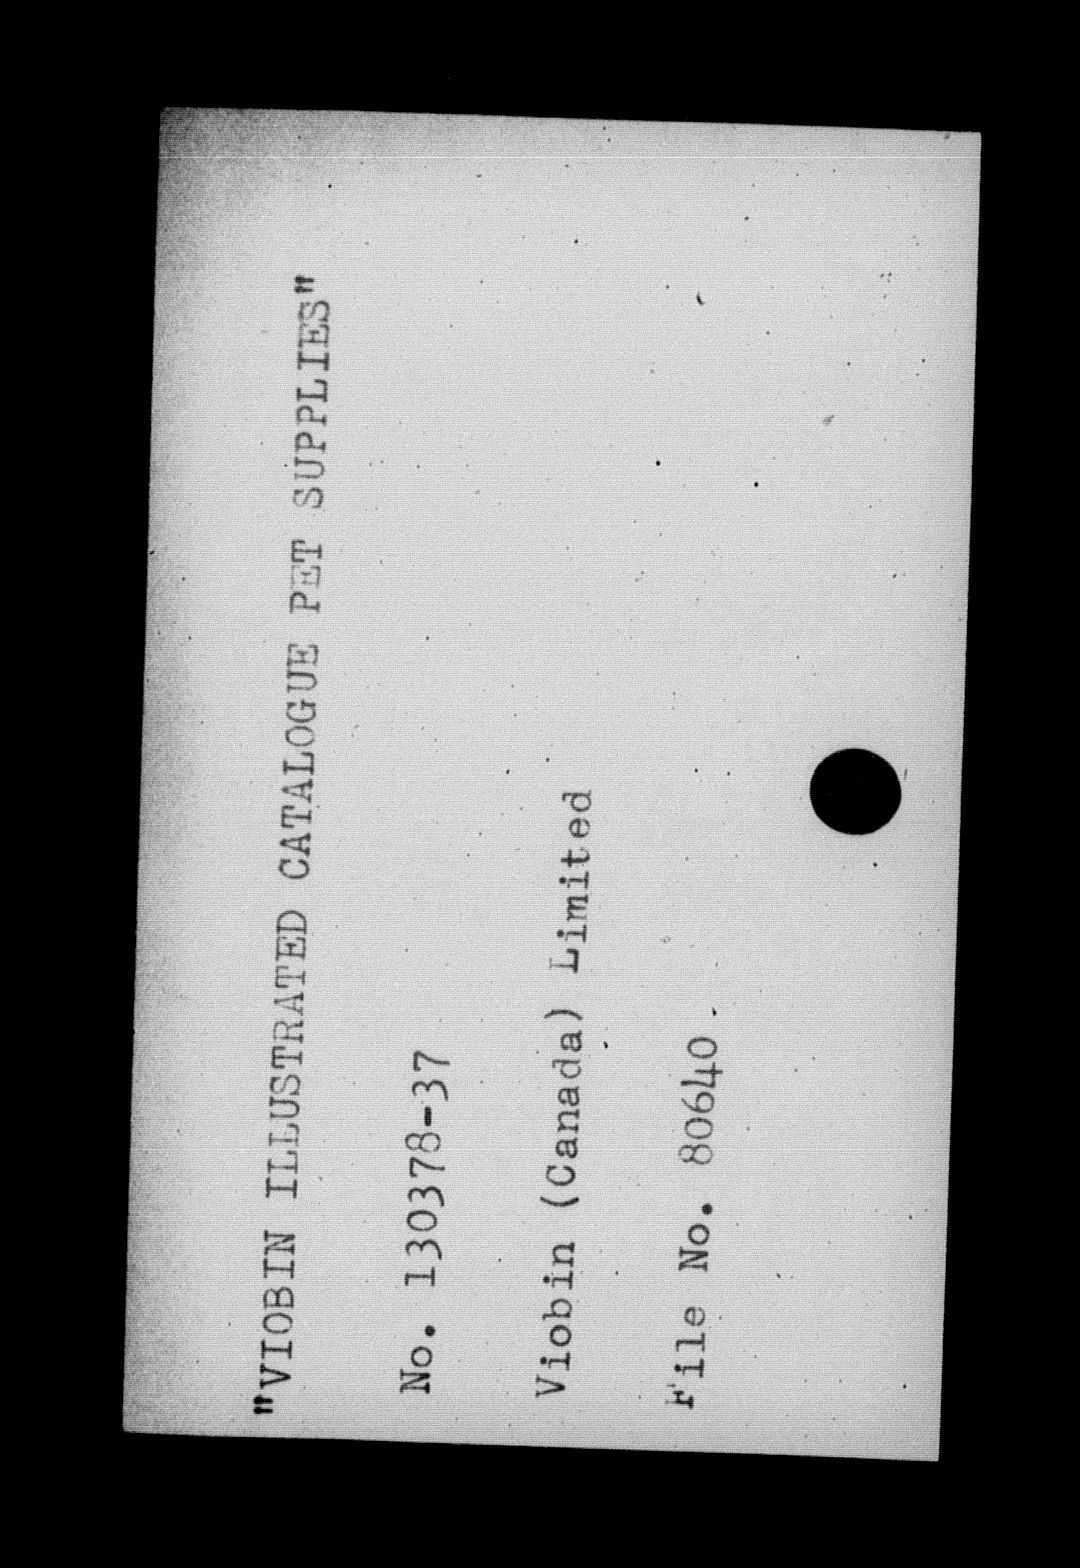 "VIOBIN ILLUSTRATED CATALOGUE PET SUPPLIES"
No. 130378-37
Viobin (Canada) Limited
File No. 80640